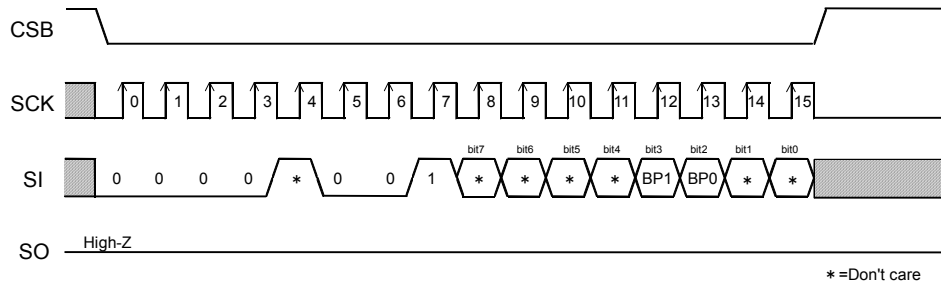 CSB
SCK 0 1 2 3 4 5 6 7 8 9 10 11 12 13 14 15
bit7 bit6 bit5 bit4 bit3 bit2 bit1 bit0
SI 0 0 0 0 * 0 0 1 * * * * BP1 BP0 * *
SO High-Z
* =Don't care